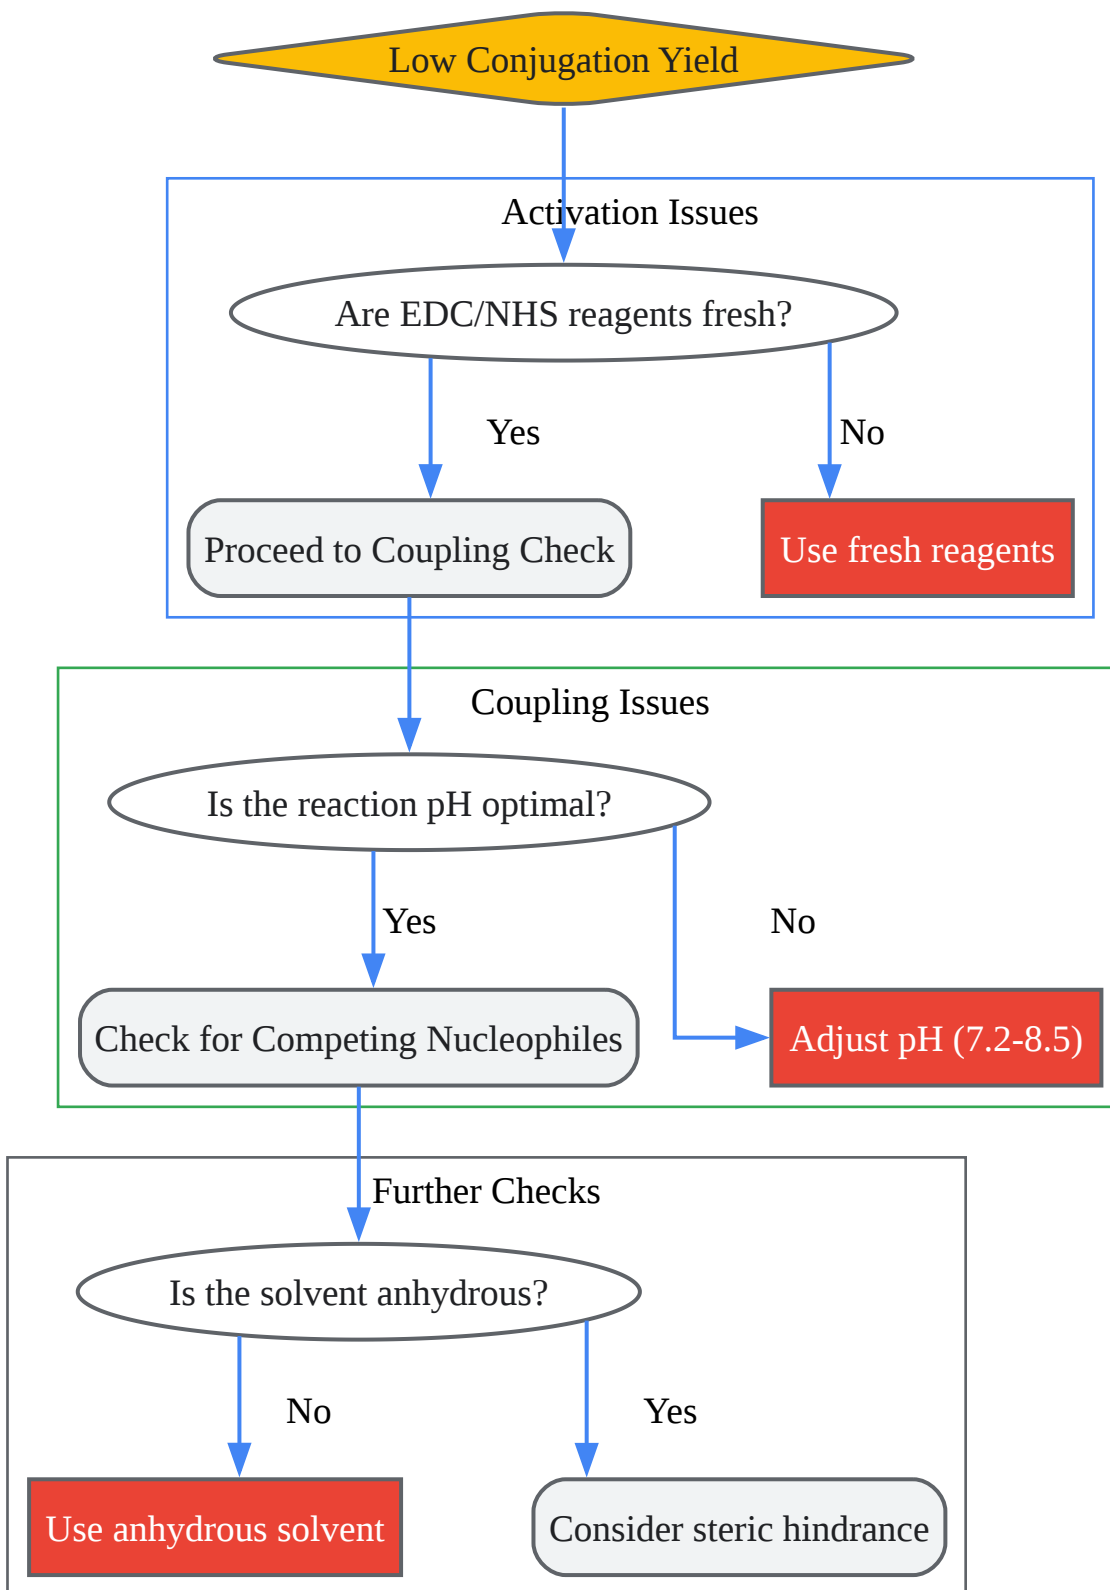 Low Conjugation Yield
Activation Issues
Are EDC/NHS reagents fresh?
Yes
No
Proceed to Coupling Check
Use fresh reagents
Coupling Issues
Is the reaction pH optimal?
Yes
No
Check for Competing Nucleophiles
Adjust pH (7.2-8.5)
Further Checks
Is the solvent anhydrous?
No
Yes
Use anhydrous solvent
Consider steric hindrance